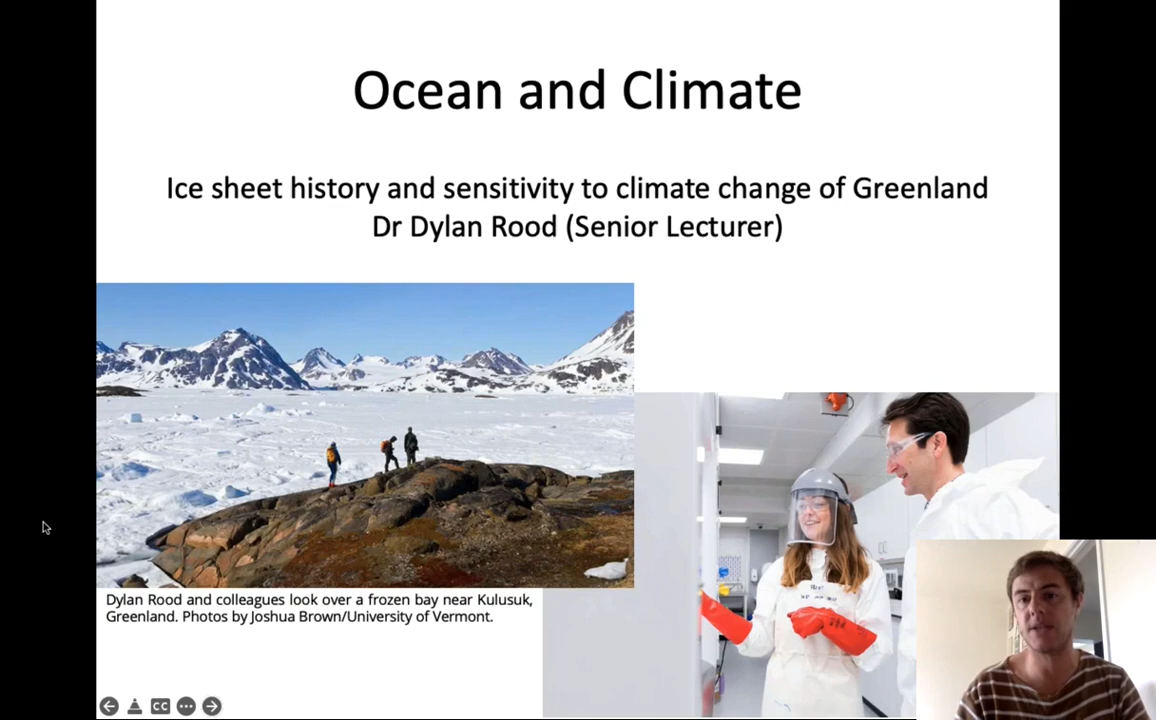 Ocean and Climate
Ice sheet history and sensitivity to climate change of Greenland
Dr Dylan Rood (Senior Lecturer)
Dylan Rood and colleagues look over a frozen bay near Kulusuk,
Greenland. Photos by Joshua Brown/University of Vermont.
CC